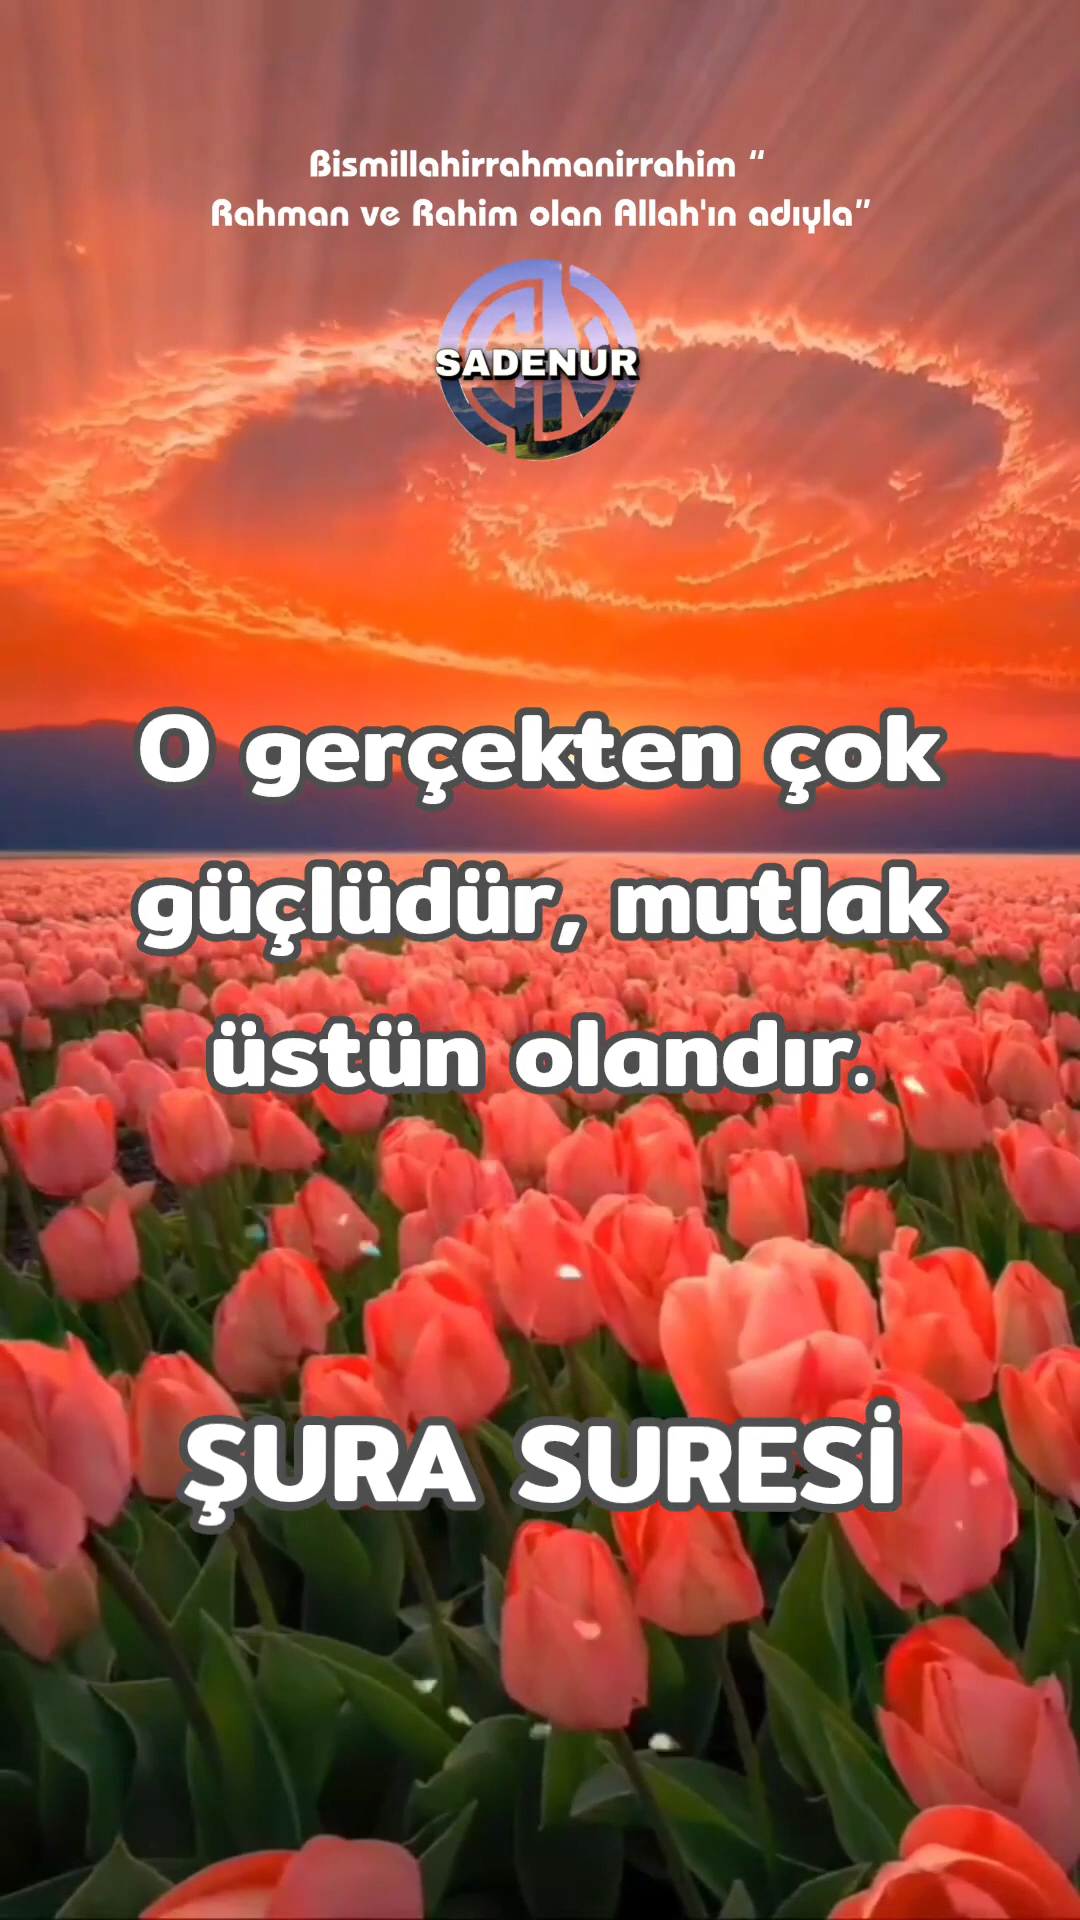 Bismillahirrahmanirrahim “
Rahman ve Rahim olan Allah'ın adıyla”
SADENUR
O gerçekten çok
güçlüdür, mutlak
üstün olandır.
ŞURA SURESİ